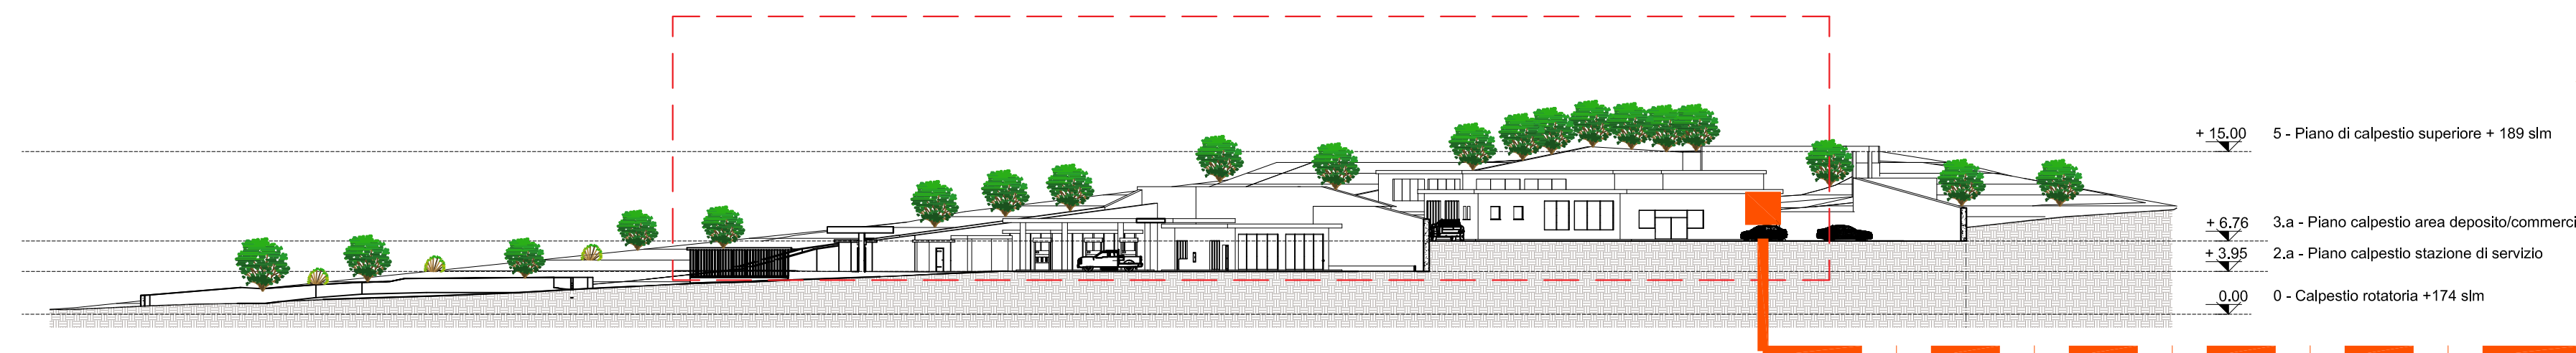 + 15.00 5 - Piano di calpestio superiore + 189 slm
+ 6.76 3.a - Piano calpestio area deposito/commerci
+ 3.95 2.a - Piano calpestio stazione di servizio
0.00 0 - Calpestio rotatoria +174 slm